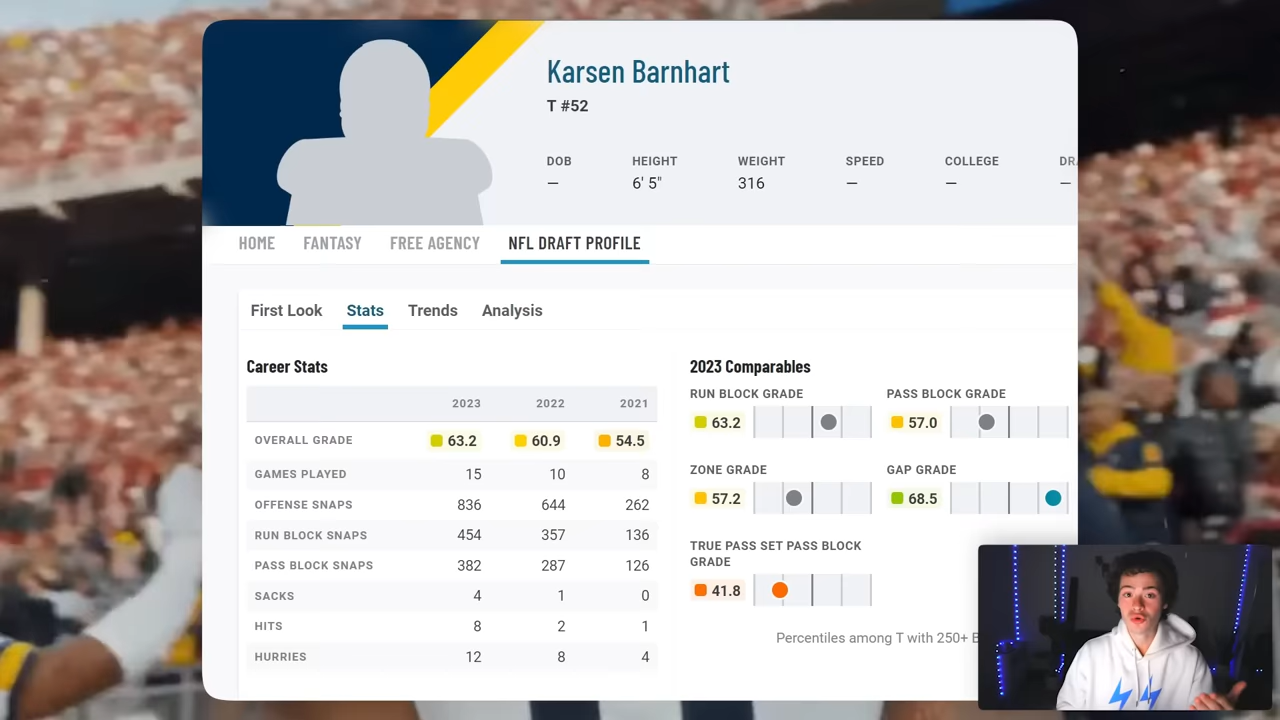 Karsen Barnhart
T #52
DOB HEIGHT WEIGHT SPEED COLLEGE
— 6' 5" 316 — — —
HOME FANTASY FREE AGENCY NFL DRAFT PROFILE
First Look Stats Trends Analysis
Career Stats
2023 2022 2021
OVERALL GRADE 63.2 60.9 54.5
GAMES PLAYED 15 10 8
OFFENSE SNAPS 836 644 262
RUN BLOCK SNAPS 454 357 136
PASS BLOCK SNAPS 382 287 126
SACKS 4 1 0
HITS 8 2 1
HURRIES 12 8 4
2023 Comparables
RUN BLOCK GRADE PASS BLOCK GRADE
63.2 57.0
ZONE GRADE GAP GRADE
57.2 68.5
TRUE PASS SET PASS BLOCK
GRADE
41.8
Percentiles among T with 250+